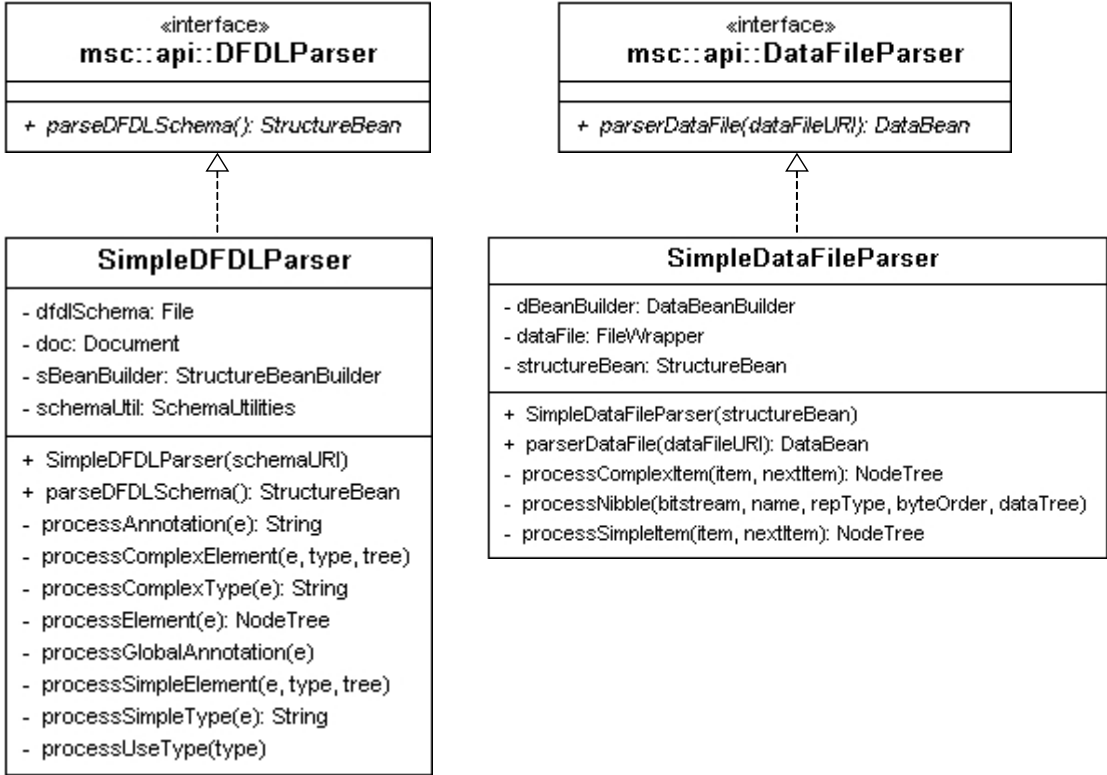 «interface»
msc::api::DFDLParser
+ parseDFDLSchema(): StructureBean
«interface»
msc::api::DataFileParser
+ parserDataFile(dataFileURI): DataBean
SimpleDFDLParser
- dfdlSchema: File
- doc: Document
- sBeanBuilder: StructureBeanBuilder
- schemaUtil: SchemaUtilities
+ SimpleDFDLParser(schemaURI)
+ parseDFDLSchema(): StructureBean
- processAnnotation(e): String
- processComplexElement(e, type, tree)
- processComplexType(e): String
- processElement(e): NodeTree
- processGlobalAnnotation(e)
- processSimpleElement(e, type, tree)
- processSimpleType(e): String
- processUseType(type)
SimpleDataFileParser
- dBeanBuilder: DataBeanBuilder
- dataFile: FileWrapper
- structureBean: StructureBean
+ SimpleDataFileParser(structureBean)
+ parserDataFile(dataFileURI): DataBean
- processComplexItem(item, nextItem): NodeTree
- processNibble(bitstream, name, repType, byteOrder, dataTree)
- processSimpleItem(item, nextItem): NodeTree